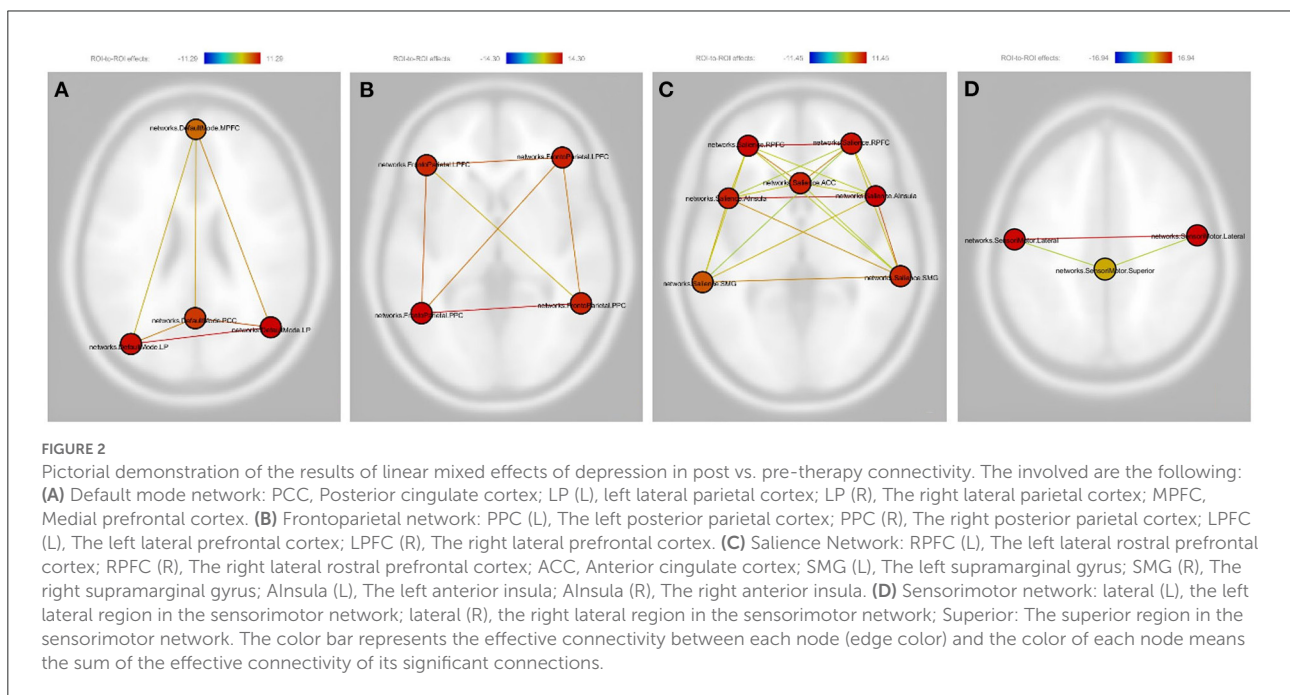 ROI-to-ROI effects: -11.29 11.29
ROI-to-ROI effects: -14.30 14.30
ROI-to-ROI effects: -11.45 11.45
ROI-to-ROI effects: -16.94 16.94
A
networks.DefaultMode.MPFC
networks.DefaultMode.PCC
networks.DefaultMode.LP
networks.DefaultMode.LP
B
networks.FrontoParietal.LPFC
networks.FrontoParietal.LPFC
networks.FrontoParietal.PPC
networks.FrontoParietal.PPC
C
networks.Salience.RPFC
networks.Salience.RPFC
networks.Salience.ACC
networks.Salience.AInsula
networks.Salience.AInsula
networks.Salience.SMG
networks.Salience.SMG
D
networks.SensoriMotor.Lateral
networks.SensoriMotor.Lateral
networks.SensoriMotor.Superior
FIGURE 2
Pictorial demonstration of the results of linear mixed effects of depression in post vs. pre-therapy connectivity. The involved are the following:
(A) Default mode network: PCC, Posterior cingulate cortex; LP (L), left lateral parietal cortex; LP (R), The right lateral parietal cortex; MPFC,
Medial prefrontal cortex. (B) Frontoparietal network: PPC (L), The left posterior parietal cortex; PPC (R), The right posterior parietal cortex; LPFC
(L), The left lateral prefrontal cortex; LPFC (R), The right lateral prefrontal cortex. (C) Salience Network: RPFC (L), The left lateral rostral prefrontal
cortex; RPFC (R), The right lateral rostral prefrontal cortex; ACC, Anterior cingulate cortex; SMG (L), The left supramarginal gyrus; SMG (R), The
right supramarginal gyrus; AInsula (L), The left anterior insula; AInsula (R), The right anterior insula. (D) Sensorimotor network: lateral (L), the left
lateral region in the sensorimotor network; lateral (R), the right lateral region in the sensorimotor network; Superior: The superior region in the
sensorimotor network. The color bar represents the effective connectivity between each node (edge color) and the color of each node means
the sum of the effective connectivity of its significant connections.